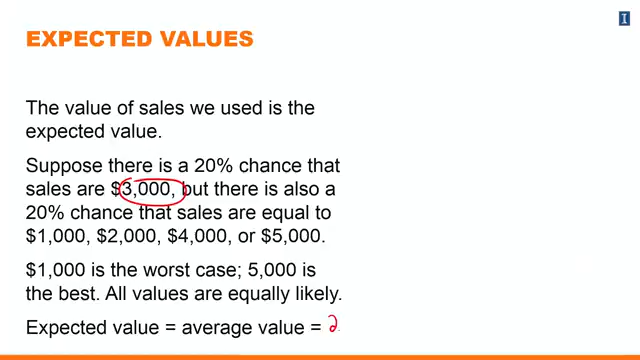 I
EXPECTED VALUES
The value of sales we used is the
expected value.
Suppose there is a 20% chance that
sales are $3,000, but there is also a
20% chance that sales are equal to
$1,000, $2,000, $4,000, or $5,000.
$1,000 is the worst case; 5,000 is
the best. All values are equally likely.
Expected value = average value = 2